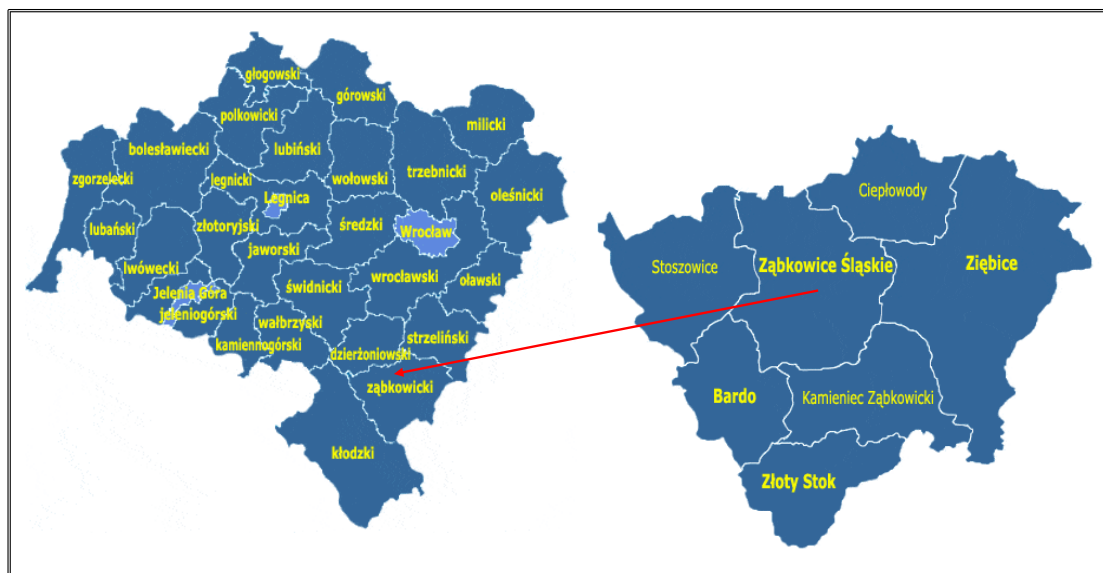 głogowski
górowski
polkowicki
milicki
bolesławiecki
lubiński
trzebnicki
zgorzelecki
legnicki
wołowski
oleśnicki
Legnica
lubański
złotoryjski
średzki
Wrocław
jaworski
lwówecki
wrocławski
oławski
Jelenia Góra
świdnicki
jeleniogórski
wałbrzyski
strzeliński
kamiennogórski
dzierżoniowski
ząbkowicki
kłodzki
Ciepłowody
Stoszowice
Ząbkowice Śląskie
Ziębice
Bardo
Kamieniec Ząbkowicki
Złoty Stok